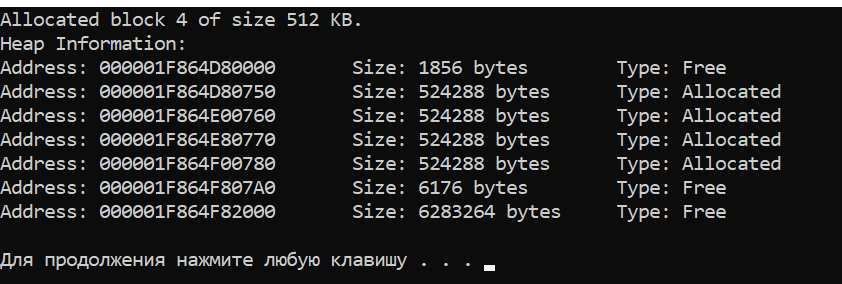 Allocated block 4 of size 512 KB.
Heap Information:
Address: 000001F864D80000 Size: 1856 bytes Type: Free
Address: 000001F864D80750 Size: 524288 bytes Type: Allocated
Address: 000001F864E00760 Size: 524288 bytes Type: Allocated
Address: 000001F864E80770 Size: 524288 bytes Type: Allocated
Address: 000001F864F00780 Size: 524288 bytes Type: Allocated
Address: 000001F864F807A0 Size: 6176 bytes Type: Free
Address: 000001F864F82000 Size: 6283264 bytes Type: Free
Для продолжения нажмите любую клавишу . . .